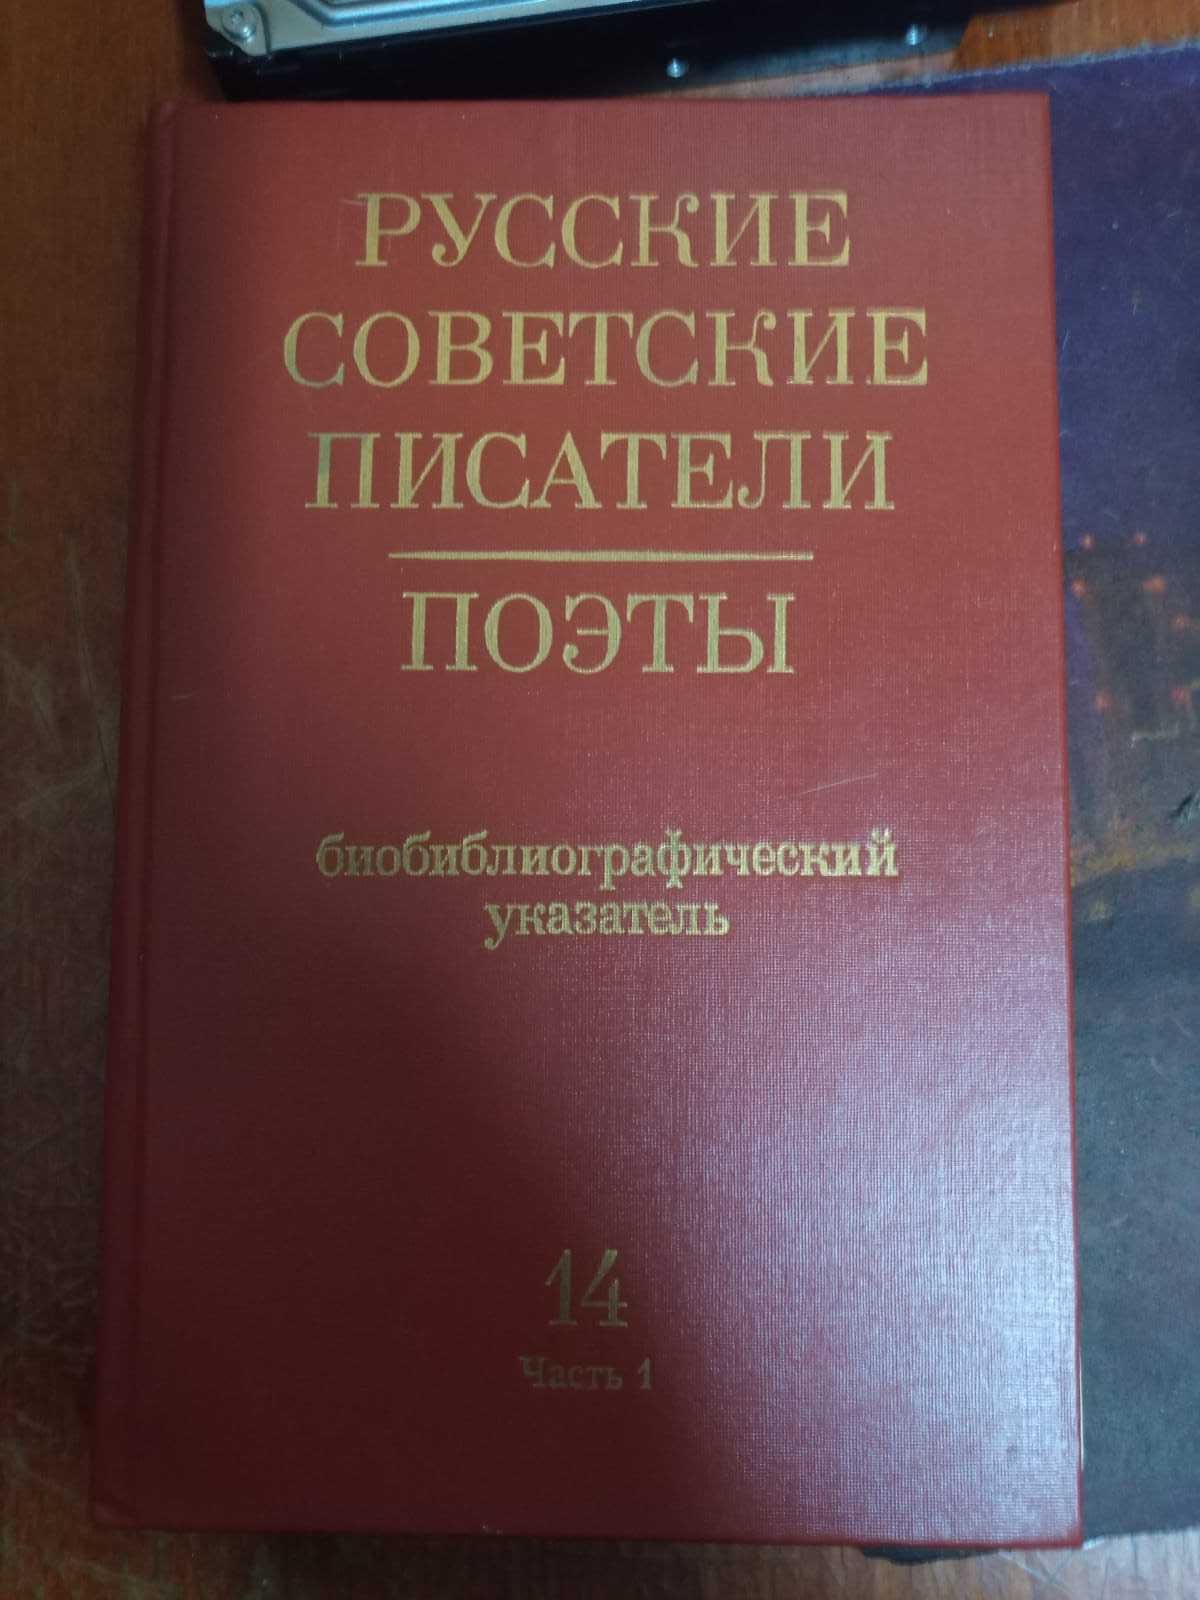 РУССКИЕ
СОВЕТСКИЕ
ПИСАТЕЛИ
ПОЭТЫ
биобиблиографический
указатель
14
Часть 1